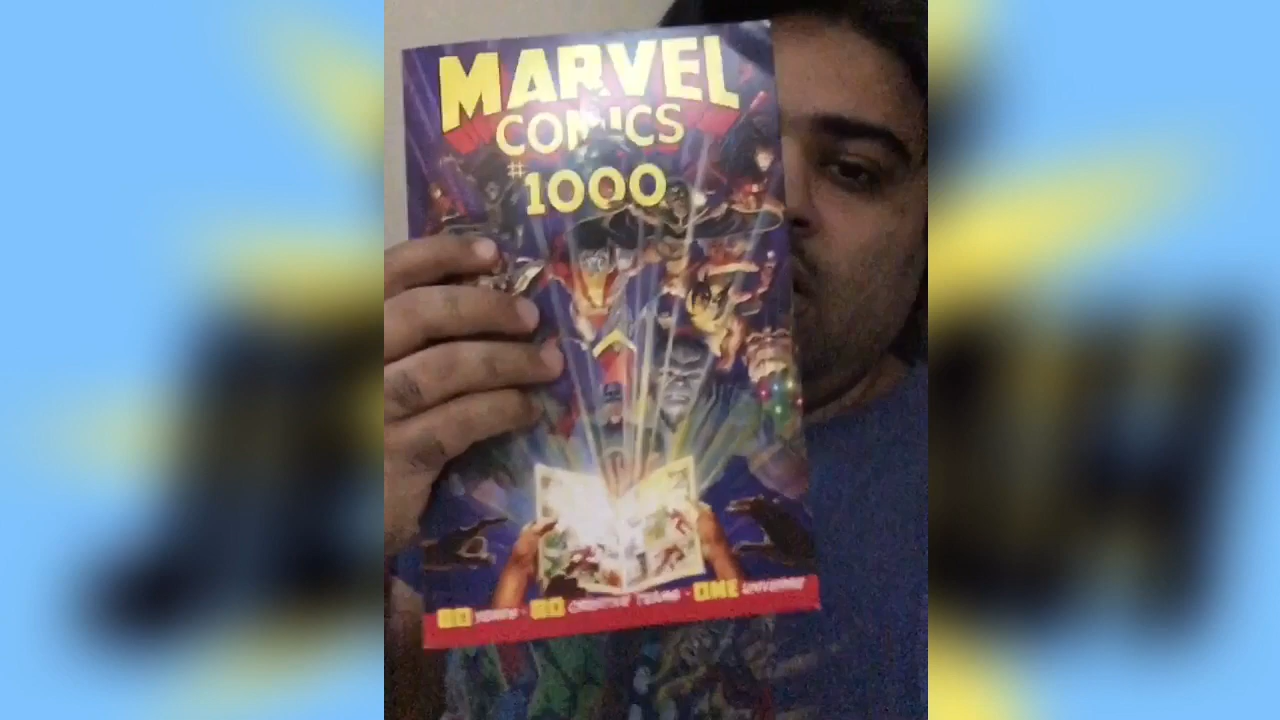 MARVEL
COMICS
#1000
80 YEARS · 80 CREATIVE TEAMS · ONE UNIVERSE